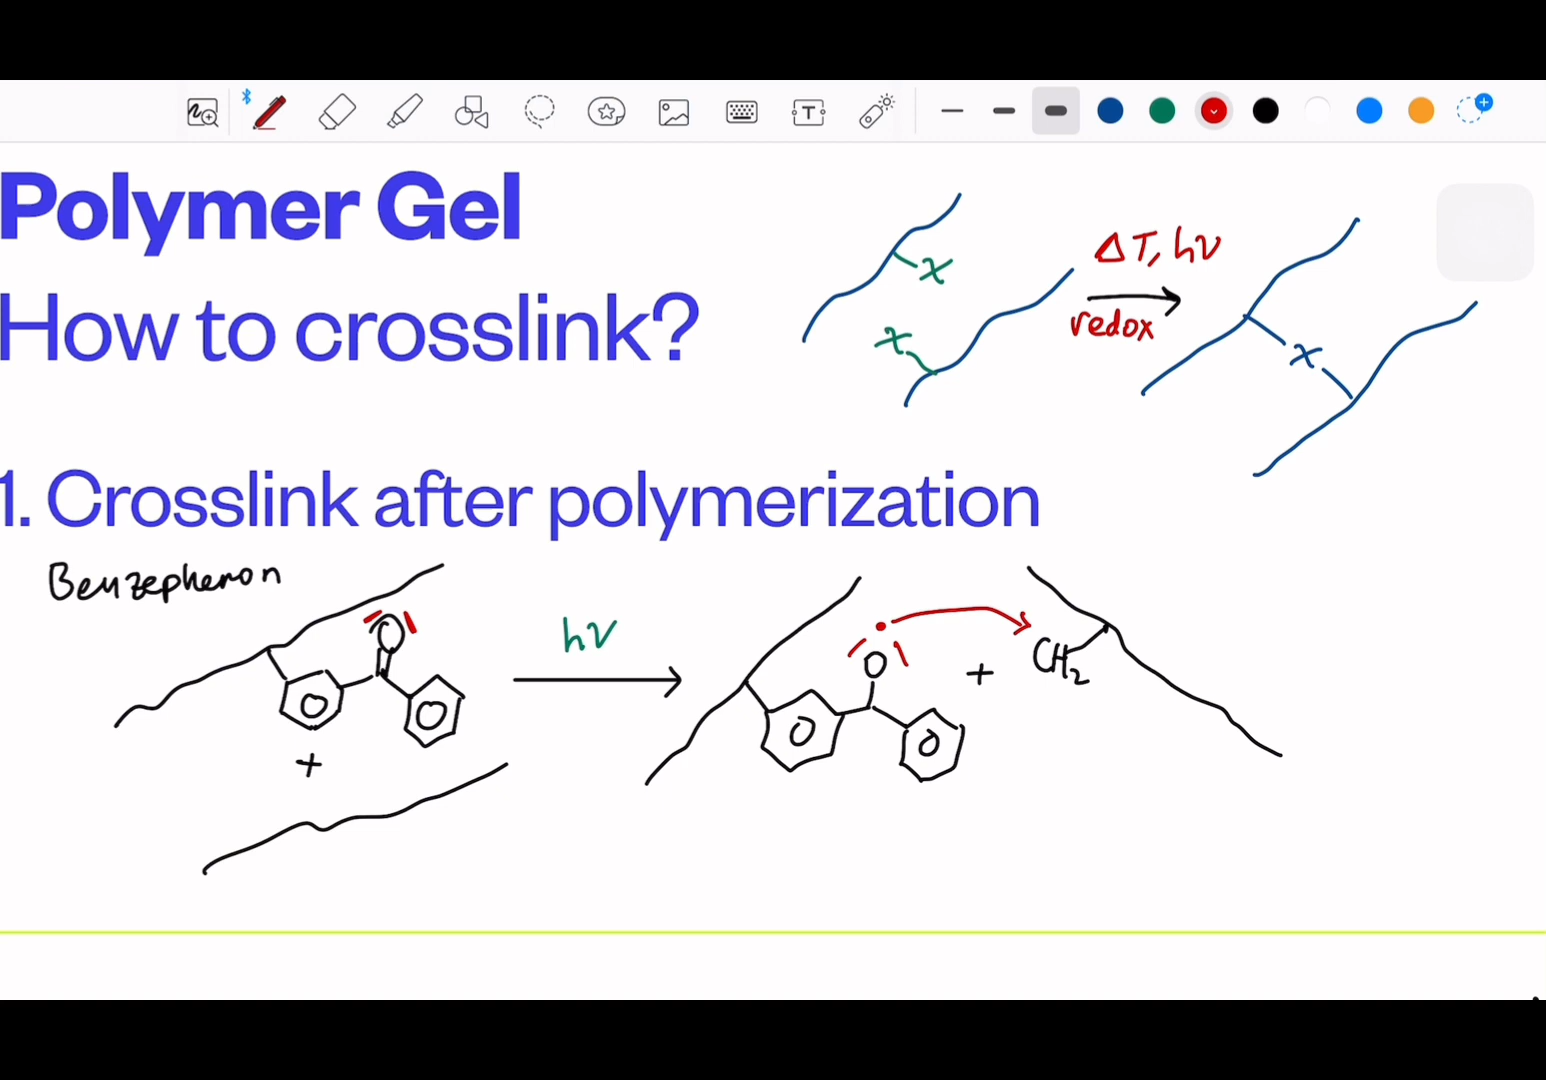 Polymer Gel
How to crosslink?
x
x
ΔT, hν
redox
x
1. Crosslink after polymerization
Benzepheron
O
hν
O
+
CH2
+